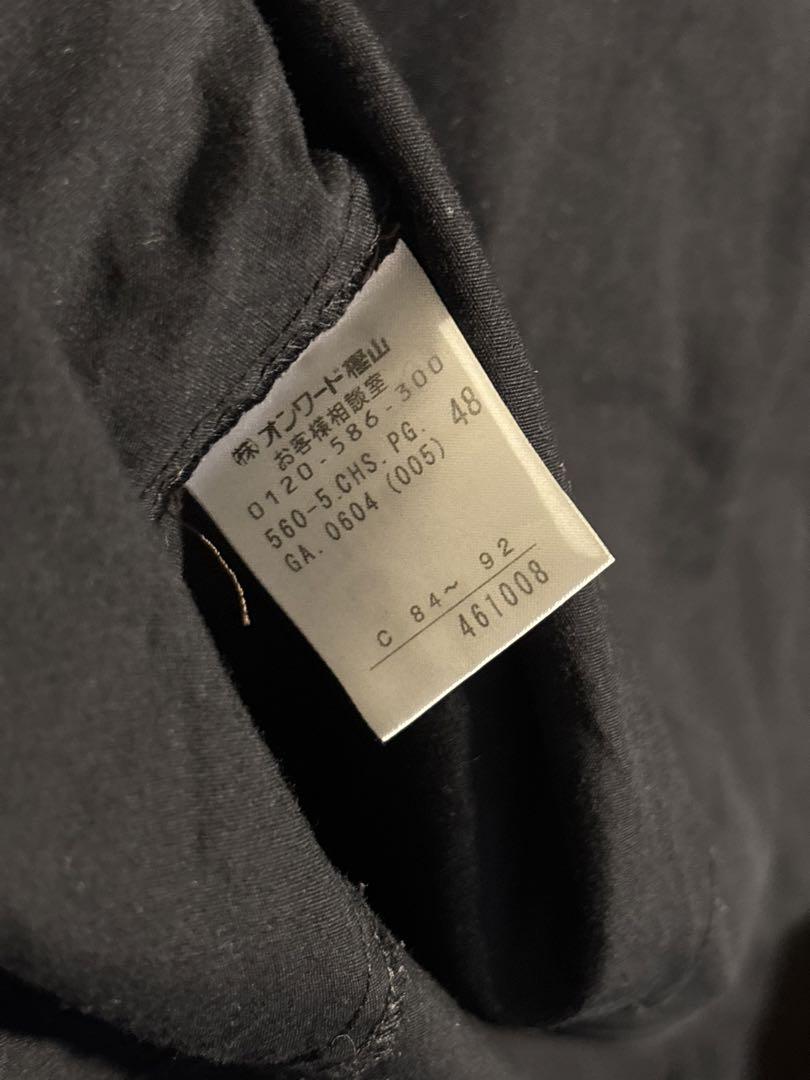 ㈱オンワード樫山
お客様相談室
0120-586-300
560-5.CHS.PG. 48
GA.0604 (005)
C 84~ 92
461008